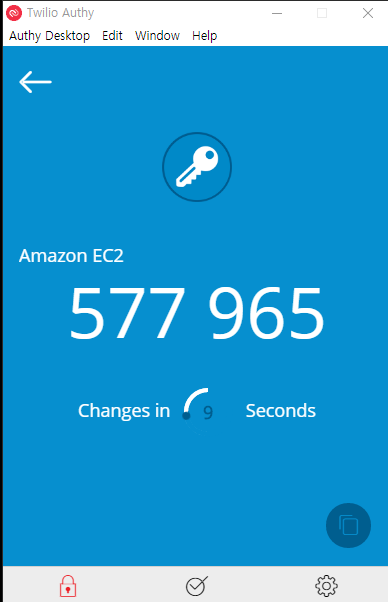 Twilio Authy
Authy Desktop Edit Window Help
Amazon EC2
577 965
Changes in 9 Seconds